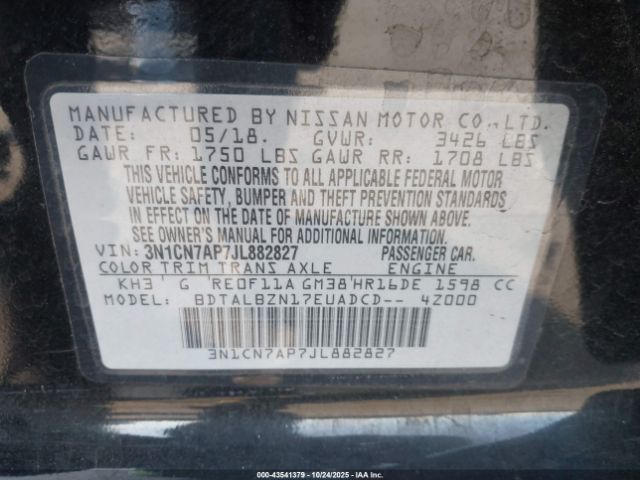 MANUFACTURED BY NISSAN MOTOR CO., LTD.
DATE: 05/18. GVWR: 3426 LBS
GAWR FR: 1750 LBS GAWR RR: 1708 LBS
THIS VEHICLE CONFORMS TO ALL APPLICABLE FEDERAL MOTOR
VEHICLE SAFETY, BUMPER AND THEFT PREVENTION STANDARDS
IN EFFECT ON THE DATE OF MANUFACTURE SHOWN ABOVE.
SEE OWNER'S MANUAL FOR ADDITIONAL INFORMATION.
VIN: 3N1CN7AP7JL882827 PASSENGER CAR.
COLOR TRIM TRANS AXLE ENGINE
KH3 G RE0F11A GM38 HR16DE 1598 CC
MODEL: BDTALBZN17EUADCD-- 4Z000
3N1CN7AP7JL882827
000-43541379 | 10/24/2025 | IAAI.COM